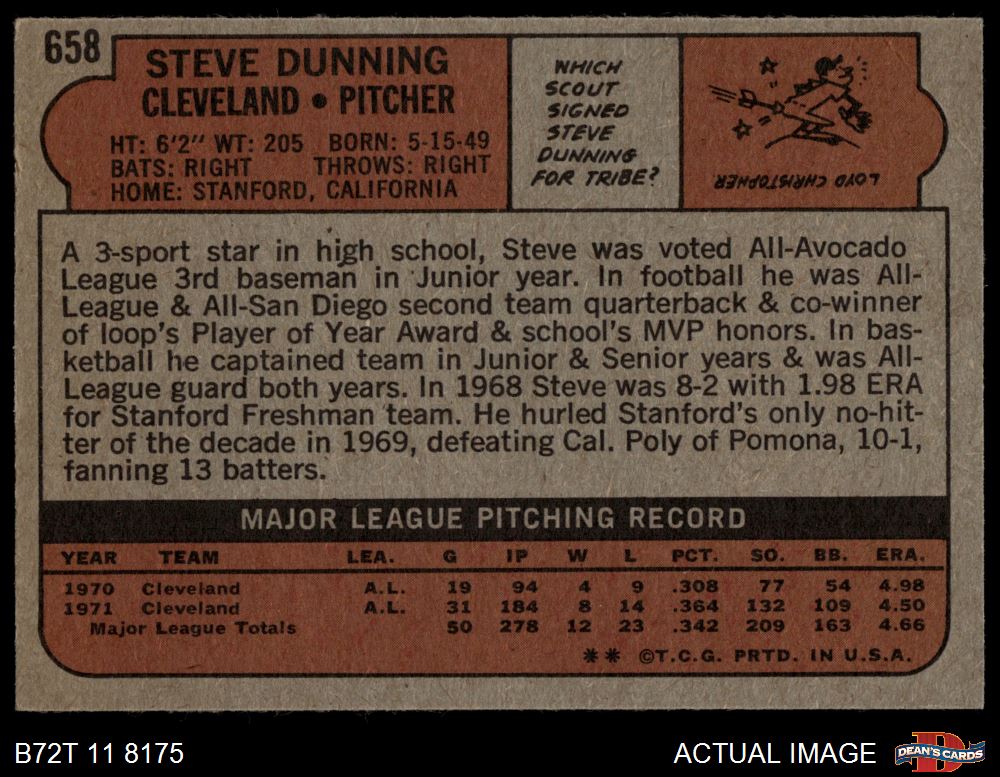 658
STEVE DUNNING
CLEVELAND • PITCHER
HT: 6'2" WT: 205 BORN: 5-15-49
BATS: RIGHT THROWS: RIGHT
HOME: STANFORD, CALIFORNIA
WHICH
SCOUT
SIGNED
STEVE
DUNNING
FOR TRIBE?
LOYD CHRISTOPHER
A 3-sport star in high school, Steve was voted All-Avocado
League 3rd baseman in Junior year. In football he was All-
League & All-San Diego second team quarterback & co-winner
of loop's Player of Year Award & school's MVP honors. In bas-
ketball he captained team in Junior & Senior years & was All-
League guard both years. In 1968 Steve was 8-2 with 1.98 ERA
for Stanford Freshman team. He hurled Stanford's only no-hit-
ter of the decade in 1969, defeating Cal. Poly of Pomona, 10-1,
fanning 13 batters.
MAJOR LEAGUE PITCHING RECORD
YEAR TEAM LEA. G IP W L PCT. SO. BB. ERA.
1970 Cleveland A.L. 19 94 4 9 .308 77 54 4.98
1971 Cleveland A.L. 31 184 8 14 .364 132 109 4.50
Major League Totals 50 278 12 23 .342 209 163 4.66
** ©T.C.G. PRTD. IN U.S.A.
B72T 11 8175
ACTUAL IMAGE
DEAN'S CARDS